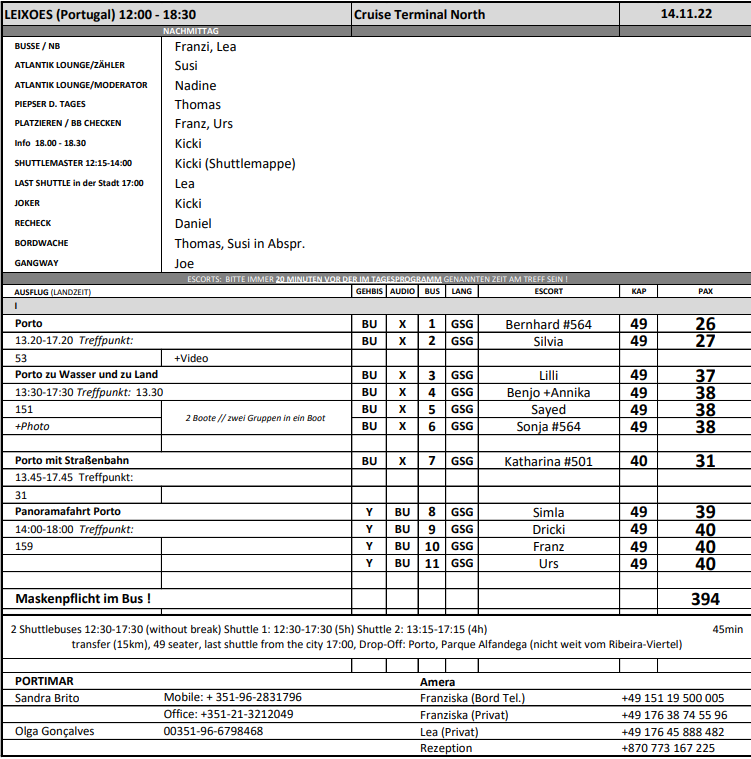 LEIXOES (Portugal) 12:00 - 18:30 Cruise Terminal North 14.11.22
NACHMITTAG
BUSSE / NB Franzi, Lea
ATLANTIK LOUNGE/ZÄHLER Susi
ATLANTIK LOUNGE/MODERATOR Nadine
PIEPSER D. TAGES Thomas
PLATZIEREN / BB CHECKEN Franz, Urs
Info 18.00 - 18.30 Kicki
SHUTTLEMASTER 12:15-14:00 Kicki (Shuttlemappe)
LAST SHUTTLE in der Stadt 17:00 Lea
JOKER Kicki
RECHECK Daniel
BORDWACHE Thomas, Susi in Abspr.
GANGWAY Joe
ESCORTS: BITTE IMMER 20 MINUTEN VOR DER IM TAGESPROGRAMM GENANNTEN ZEIT AM TREFF SEIN !
AUSFLUG (LANDZEIT) GEHBIS AUDIO BUS LANG ESCORT KAP PAX
I
Porto BU X 1 GSG Bernhard #564 49 26
13.20-17.20 Treffpunkt: BU X 2 GSG Silvia 49 27
53 +Video
Porto zu Wasser und zu Land BU X 3 GSG Lilli 49 37
13:30-17:30 Treffpunkt: 13.30 BU X 4 GSG Benjo +Annika 49 38
151 2 Boote // zwei Gruppen in ein Boot BU X 5 GSG Sayed 49 38
+Photo BU X 6 GSG Sonja #564 49 38
Porto mit Straßenbahn BU X 7 GSG Katharina #501 40 31
13.45-17.45 Treffpunkt:
31
Panoramafahrt Porto Y BU 8 GSG Simla 49 39
14:00-18:00 Treffpunkt: Y BU 9 GSG Dricki 49 40
159 Y BU 10 GSG Franz 49 40
Y BU 11 GSG Urs 49 40
Maskenpflicht im Bus ! 394
2 Shuttlebuses 12:30-17:30 (without break) Shuttle 1: 12:30-17:30 (5h) Shuttle 2: 13:15-17:15 (4h) 45min
transfer (15km), 49 seater, last shuttle from the city 17:00, Drop-Off: Porto, Parque Alfandega (nicht weit vom Ribeira-Viertel)
PORTIMAR Amera
Sandra Brito Mobile: + 351-96-2831796 Franziska (Bord Tel.) +49 151 19 500 005
Office: +351-21-3212049 Franziska (Privat) +49 176 38 74 55 96
Olga Gonçalves 00351-96-6798468 Lea (Privat) +49 176 45 888 482
Rezeption +870 773 167 225